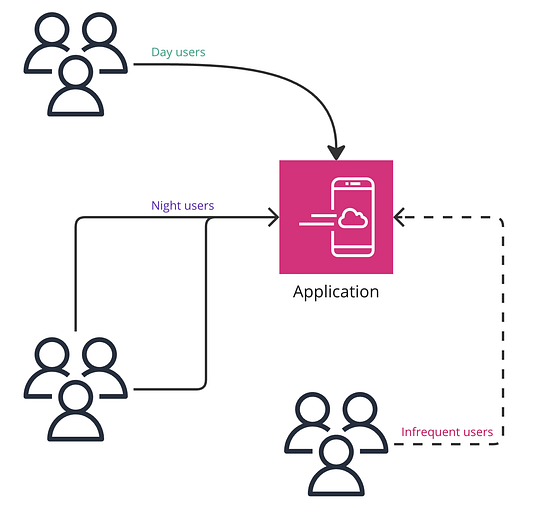 Day users
Night users
Application
Infrequent users